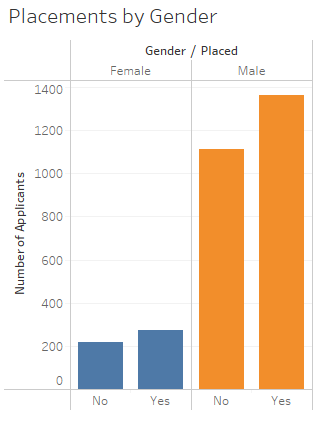 Placements by Gender
Gender / Placed
Female Male
Number of Applicants
1400
1200
1000
800
600
400
200
0
No Yes No Yes